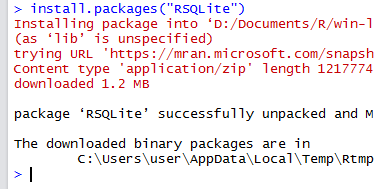 > install.packages("RSQLite")
Installing package into ‘D:/Documents/R/win-l
(as ‘lib’ is unspecified)
trying URL 'https://mran.microsoft.com/snapsh
Content type 'application/zip' length 1217774
downloaded 1.2 MB
package ‘RSQLite’ successfully unpacked and M
The downloaded binary packages are in
C:\Users\user\AppData\Local\Temp\Rtmp
>